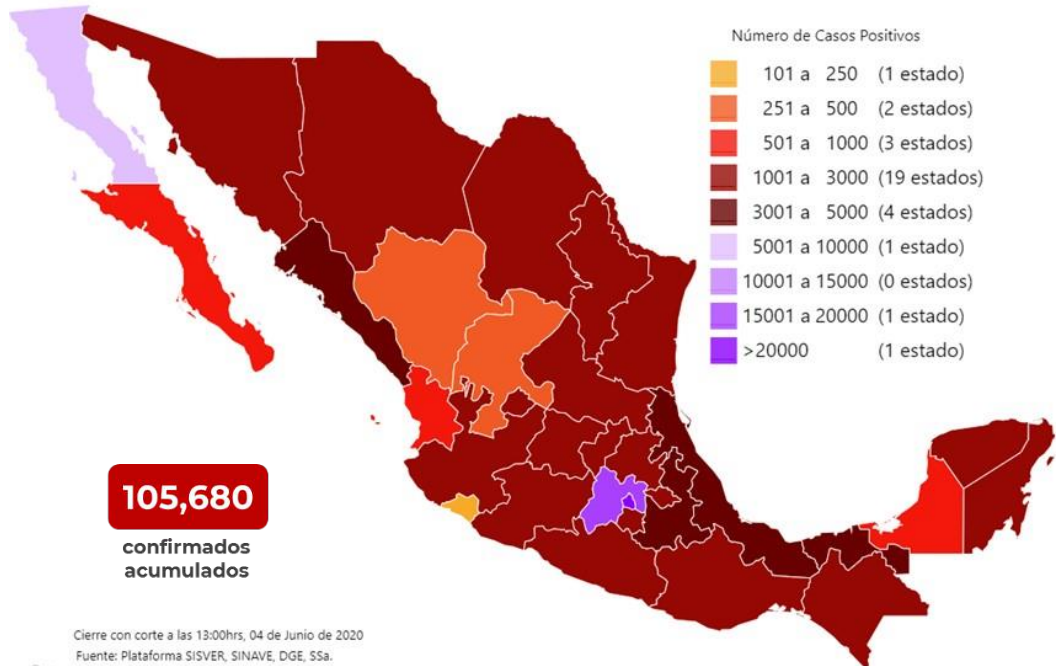 Número de Casos Positivos
101 a 250 (1 estado)
251 a 500 (2 estados)
501 a 1000 (3 estados)
1001 a 3000 (19 estados)
3001 a 5000 (4 estados)
5001 a 10000 (1 estado)
10001 a 15000 (0 estados)
15001 a 20000 (1 estado)
>20000 (1 estado)
105,680
confirmados
acumulados
Cierre con corte a las 13:00hrs, 04 de Junio de 2020
Fuente: Plataforma SISVER, SINAVE, DGE, SSa.